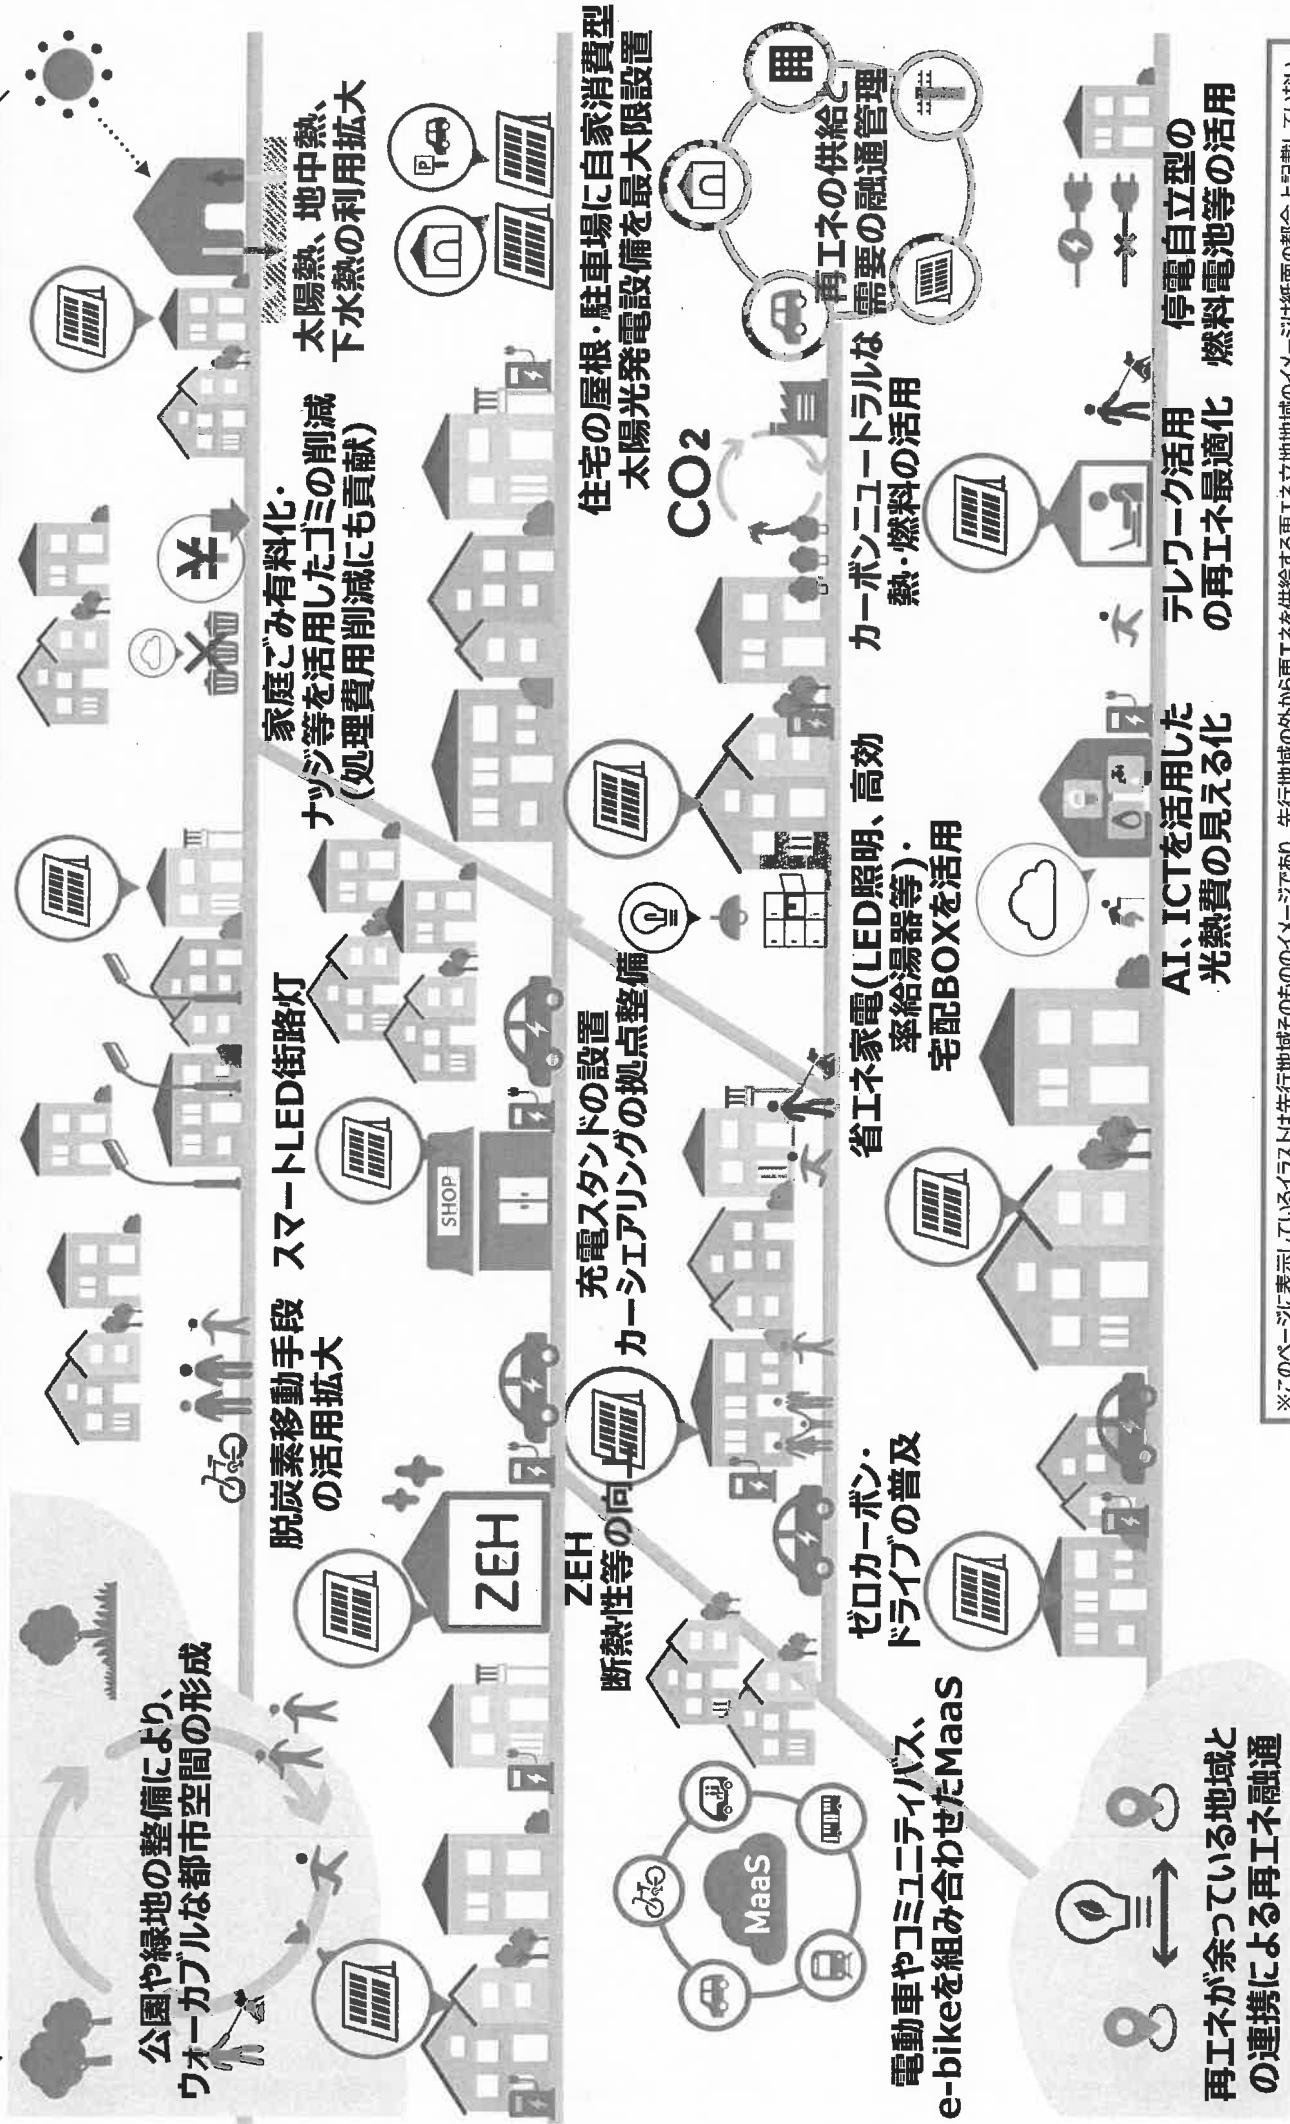 公園や緑地の整備により、
ウォーカブルな都市空間の形成
脱炭素移動手段
の活用拡大
スマートLED街路灯
¥
家庭ごみ有料化・
ナッジ等を活用したゴミの削減
(処理費用削減にも貢献)
太陽熱、地中熱、
下水熱の利用拡大
ZEH
ZEH
断熱性等の向上
SHOP
充電スタンドの設置
カーシェアリングの拠点整備
P
住宅の屋根・駐車場に自家消費型
太陽光発電設備を最大限設置
MaaS
電動車やコミュニティバス、
e-bikeを組み合わせたMaaS
ゼロカーボン・
ドライブの普及
省エネ家電(LED照明、高効
率給湯器等)・
宅配BOXを活用
CO2
カーボンニュートラルな
熱・燃料の活用
再エネの供給と
需要の融通管理
再エネが余っている地域と
の連携による再エネ融通
AI、ICTを活用した
光熱費の見える化
テレワーク活用
の再エネ最適化
停電自立型の
燃料電池等の活用